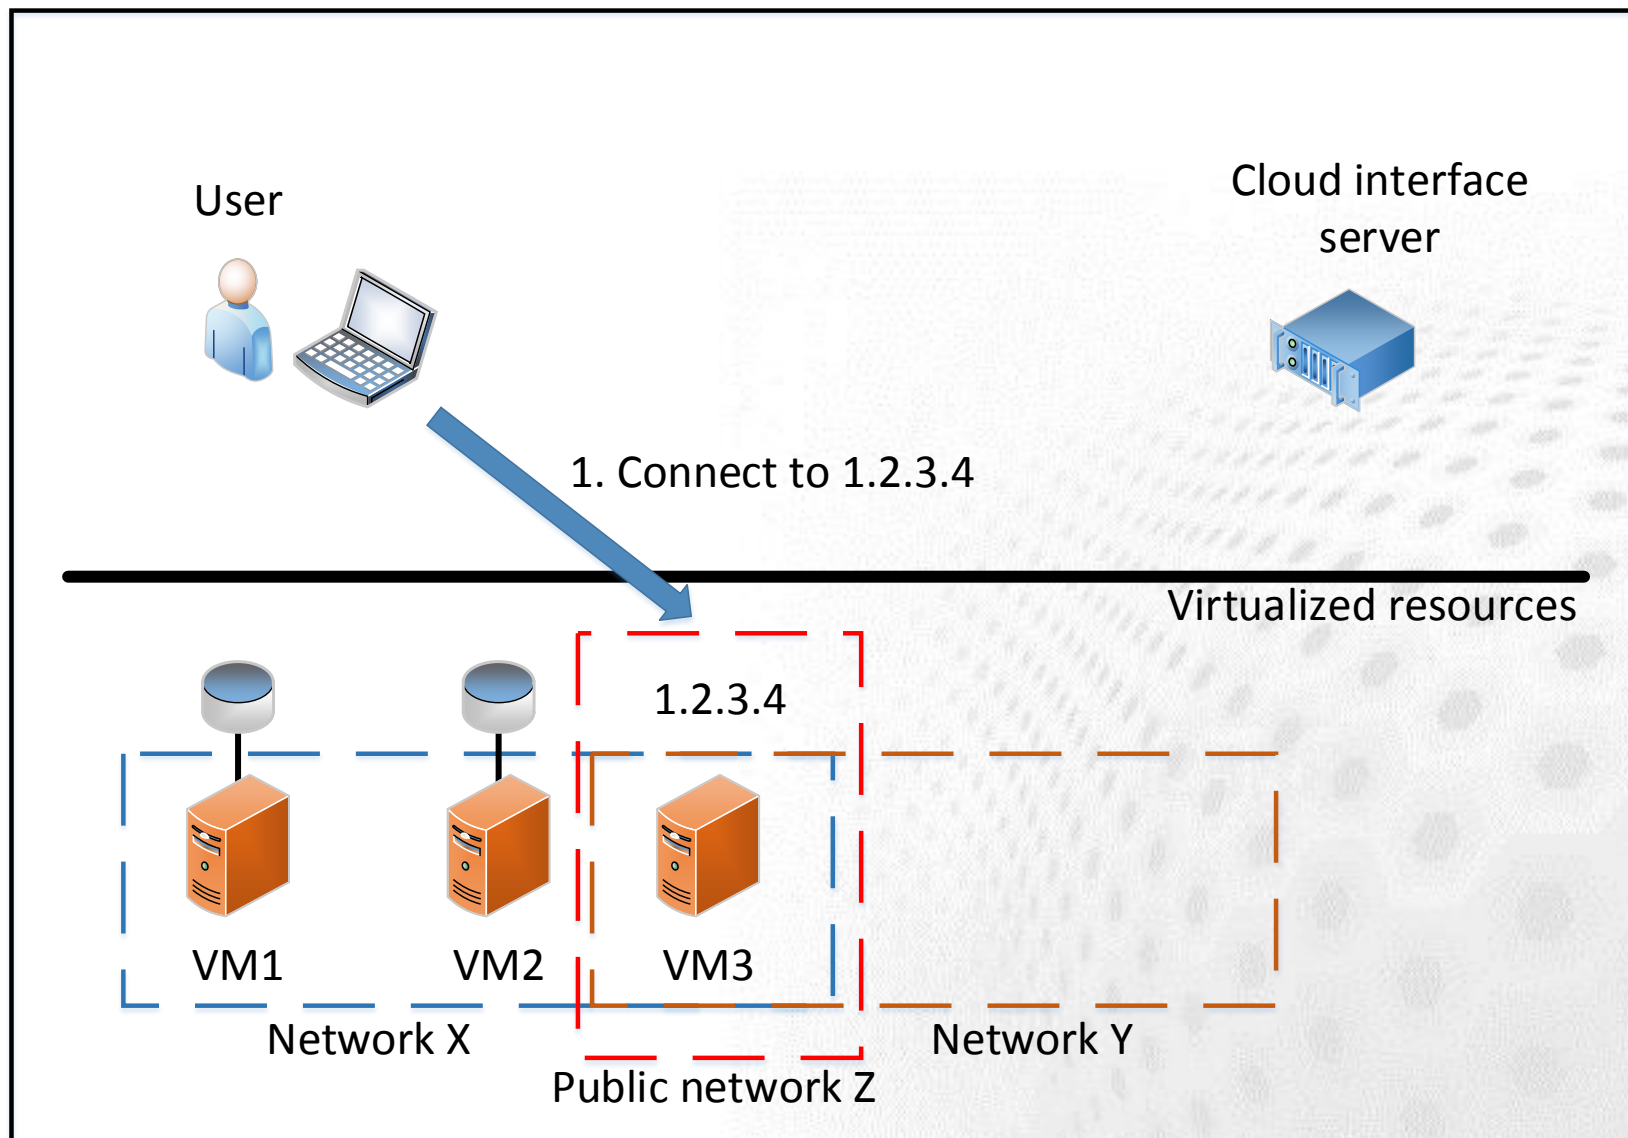 User
Cloud interface
server
1. Connect to 1.2.3.4
Virtualized resources
1.2.3.4
VM1
VM2
VM3
Network X
Network Y
Public network Z